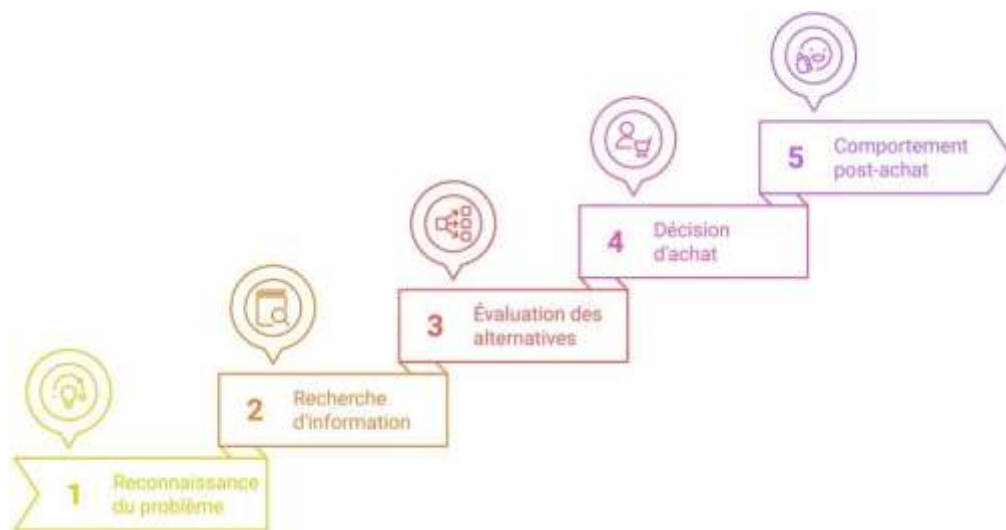 1
Reconnaissance
du problème
2
Recherche
d'information
3
Évaluation des
alternatives
4
Décision
d'achat
5
Comportement
post-achat